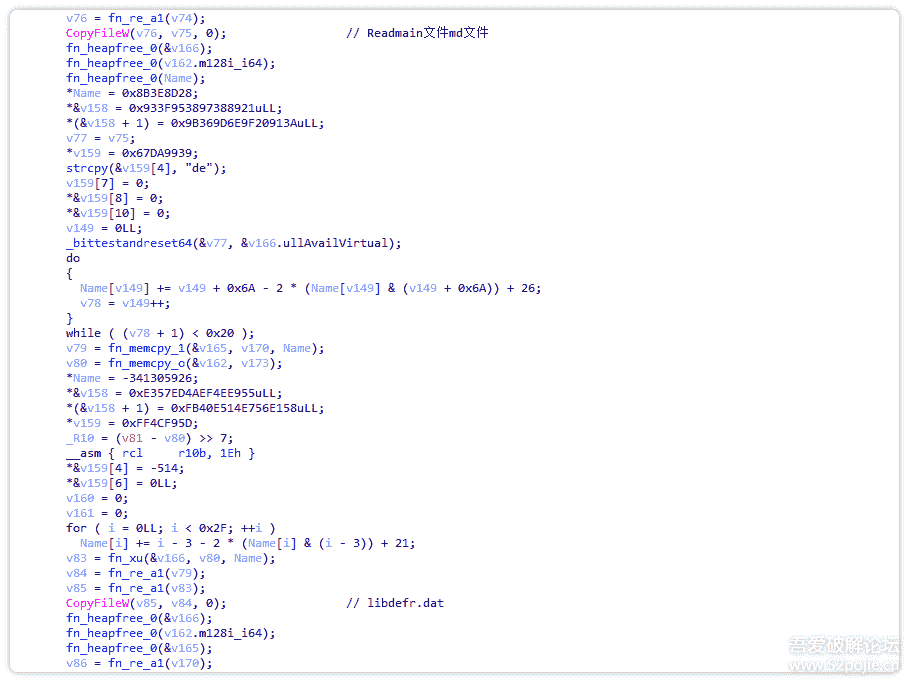 v76 = fn_re_a1(v74);
CopyFileW(v76, v75, 0);                 // Readmain文件md文件
fn_heapfree_0(&v166);
fn_heapfree_0(v162.m128i_i64);
fn_heapfree_0(Name);
*Name = 0x8B3E8D28;
*&v158 = 0x933F953897388921uLL;
*(&v158 + 1) = 0x9B369D6E9F20913AuLL;
v77 = v75;
*v159 = 0x67DA9939;
strcpy(&v159[4], "de");
v159[7] = 0;
*&v159[8] = 0;
*&v159[10] = 0;
v149 = 0LL;
_bittestandreset64(&v77, &v166.ullAvailVirtual);
do
{
  Name[v149] += v149 + 0x6A - 2 * (Name[v149] & (v149 + 0x6A)) + 26;
  v78 = v149++;
}
while ( (v78 + 1) < 0x20 );
v79 = fn_memcpy_1(&v165, v170, Name);
v80 = fn_memcpy_o(&v162, v173);
*Name = -341305926;
*&v158 = 0xE357ED4AEF4EE955uLL;
*(&v158 + 1) = 0xFB40E514E756E158uLL;
*v159 = 0xFF4CF95D;
_R10 = (v81 - v80) >> 7;
__asm { rcl     r10b, 1Eh }
*&v159[4] = -514;
*&v159[6] = 0LL;
v160 = 0;
v161 = 0;
for ( i = 0LL; i < 0x2F; ++i )
  Name[i] += i - 3 - 2 * (Name[i] & (i - 3)) + 21;
v83 = fn_xu(&v166, v80, Name);
v84 = fn_re_a1(v79);
v85 = fn_re_a1(v83);
CopyFileW(v85, v84, 0);                 // libdefr.dat
fn_heapfree_0(&v166);
fn_heapfree_0(v162.m128i_i64);
fn_heapfree_0(&v165);
v86 = fn_re_a1(v170);
吾爱破解论坛
www.52pojie.cn